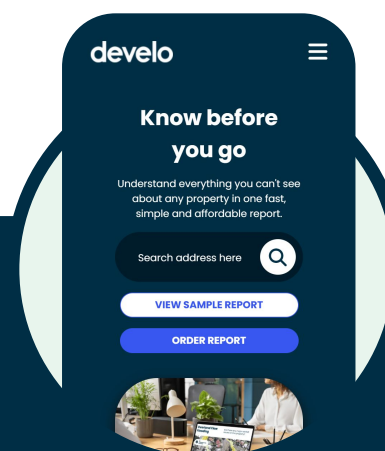 develo
Know before
you go
Understand everything you can't see
about any property in one fast,
simple and affordable report.
Search address here
VIEW SAMPLE REPORT
ORDER REPORT